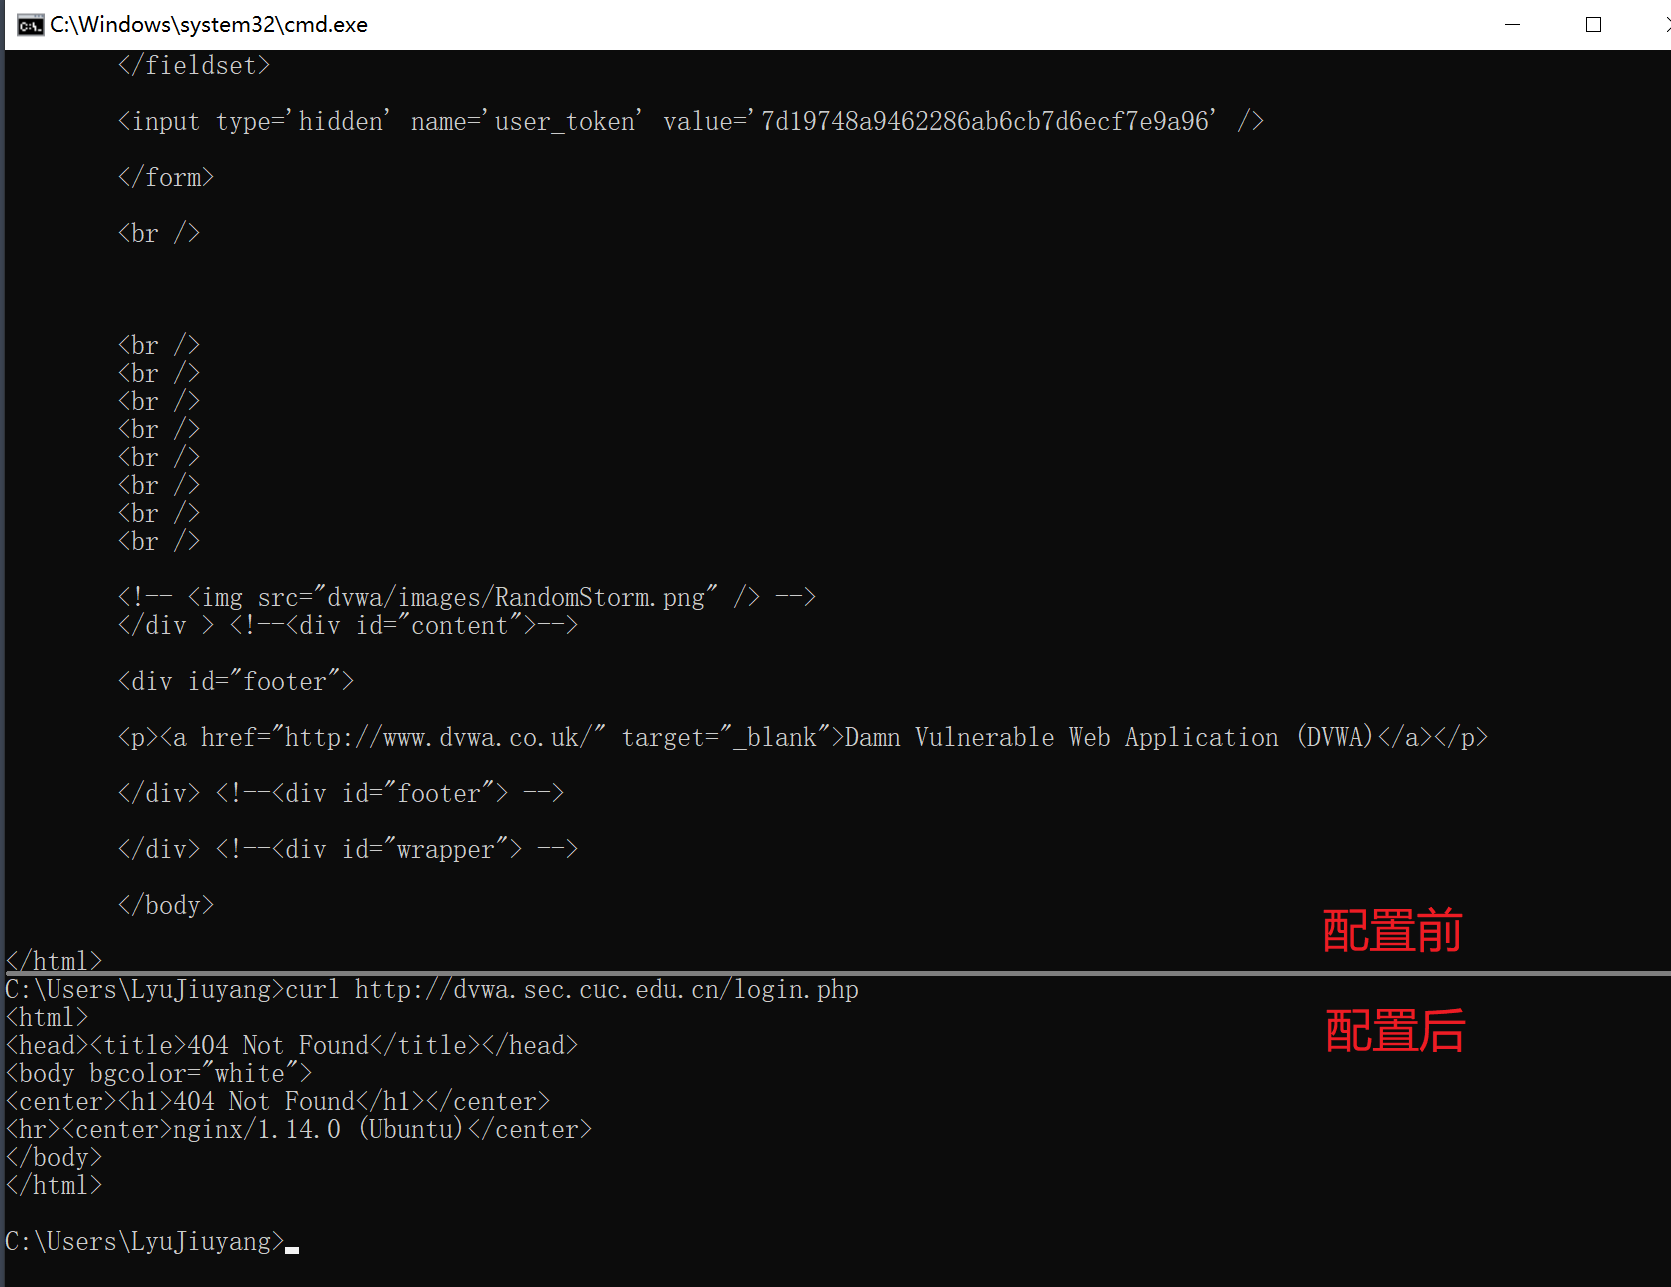 C:\Windows\system32\cmd.exe
</fieldset>
<input type='hidden' name='user_token' value='7d19748a9462286ab6cb7d6ecf7e9a96' />
</form>
<br />
<br />
<br />
<br />
<br />
<br />
<br />
<br />
<br />
<!-- <img src="dvwa/images/RandomStorm.png" /> -->
</div > <!--<div id="content">-->
<div id="footer">
<p><a href="http://www.dvwa.co.uk/" target="_blank">Damn Vulnerable Web Application (DVWA)</a></p>
</div> <!--<div id="footer"> -->
</div> <!--<div id="wrapper"> -->
</body>
配置前
</html>
C:\Users\LyuJiuyang>curl http://dvwa.sec.cuc.edu.cn/login.php
<html>
配置后
<head><title>404 Not Found</title></head>
<body bgcolor="white">
<center><h1>404 Not Found</h1></center>
<hr><center>nginx/1.14.0 (Ubuntu)</center>
</body>
</html>
C:\Users\LyuJiuyang>